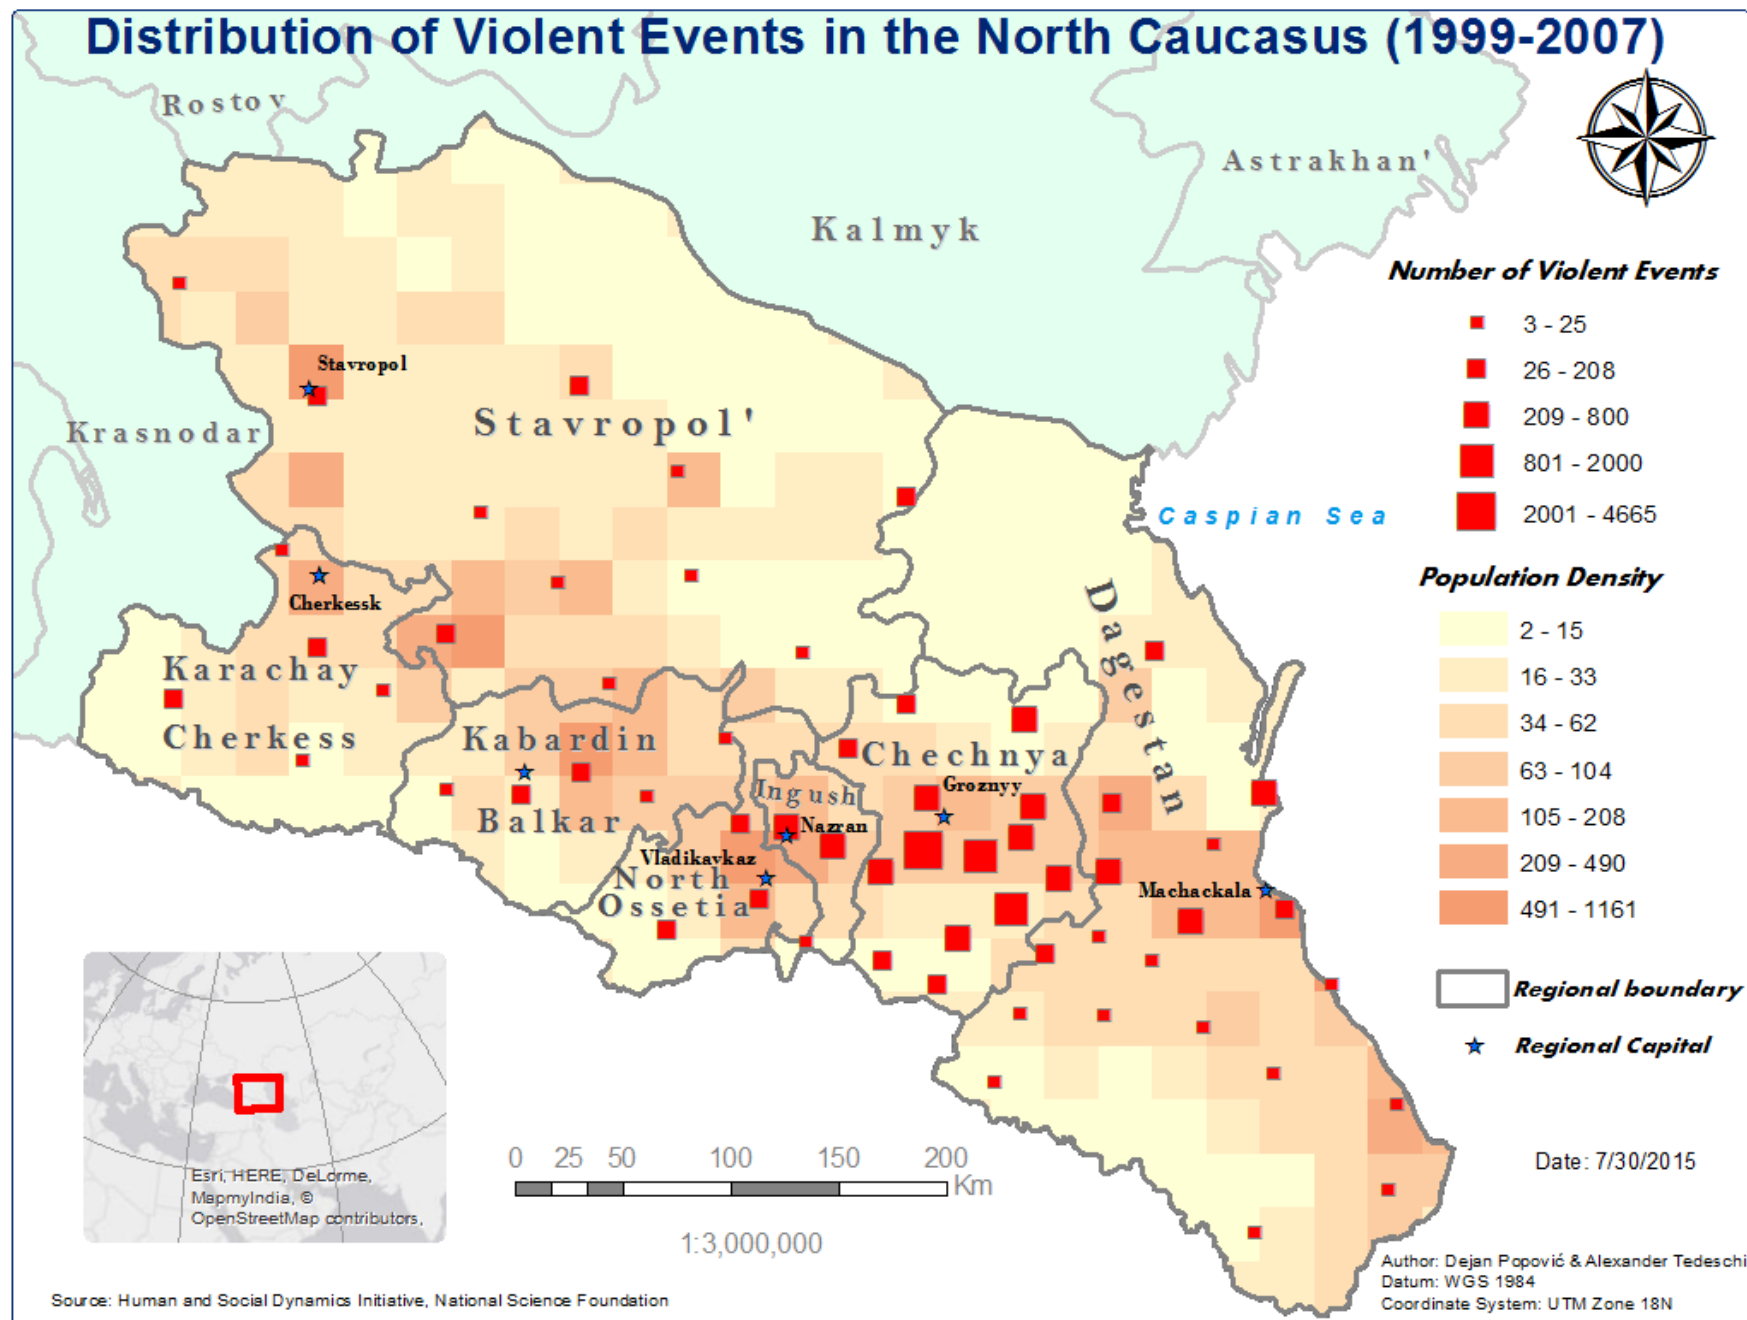 Distribution of Violent Events in the North Caucasus (1999-2007)
Rostov
Astrakhan'
Kalmyk
Krasnodar
Stavropol
Stavropol'
Caspian Sea
Cherkessk
Karachay
Cherkess
Kabardin
Balkar
Chechnya
Groznyy
Ingush
Nazran
Vladikavkaz
North
Ossetia
Dagestan
Machackala
Number of Violent Events
3 - 25
26 - 208
209 - 800
801 - 2000
2001 - 4665
Population Density
2 - 15
16 - 33
34 - 62
63 - 104
105 - 208
209 - 490
491 - 1161
Regional boundary
Regional Capital
Esri, HERE, DeLorme,
MapmyIndia, ©
OpenStreetMap contributors,
0 25 50 100 150 200
Km
1:3,000,000
Date: 7/30/2015
Author: Dejan Popović & Alexander Tedeschi
Datum: WGS 1984
Coordinate System: UTM Zone 18N
Source: Human and Social Dynamics Initiative, National Science Foundation